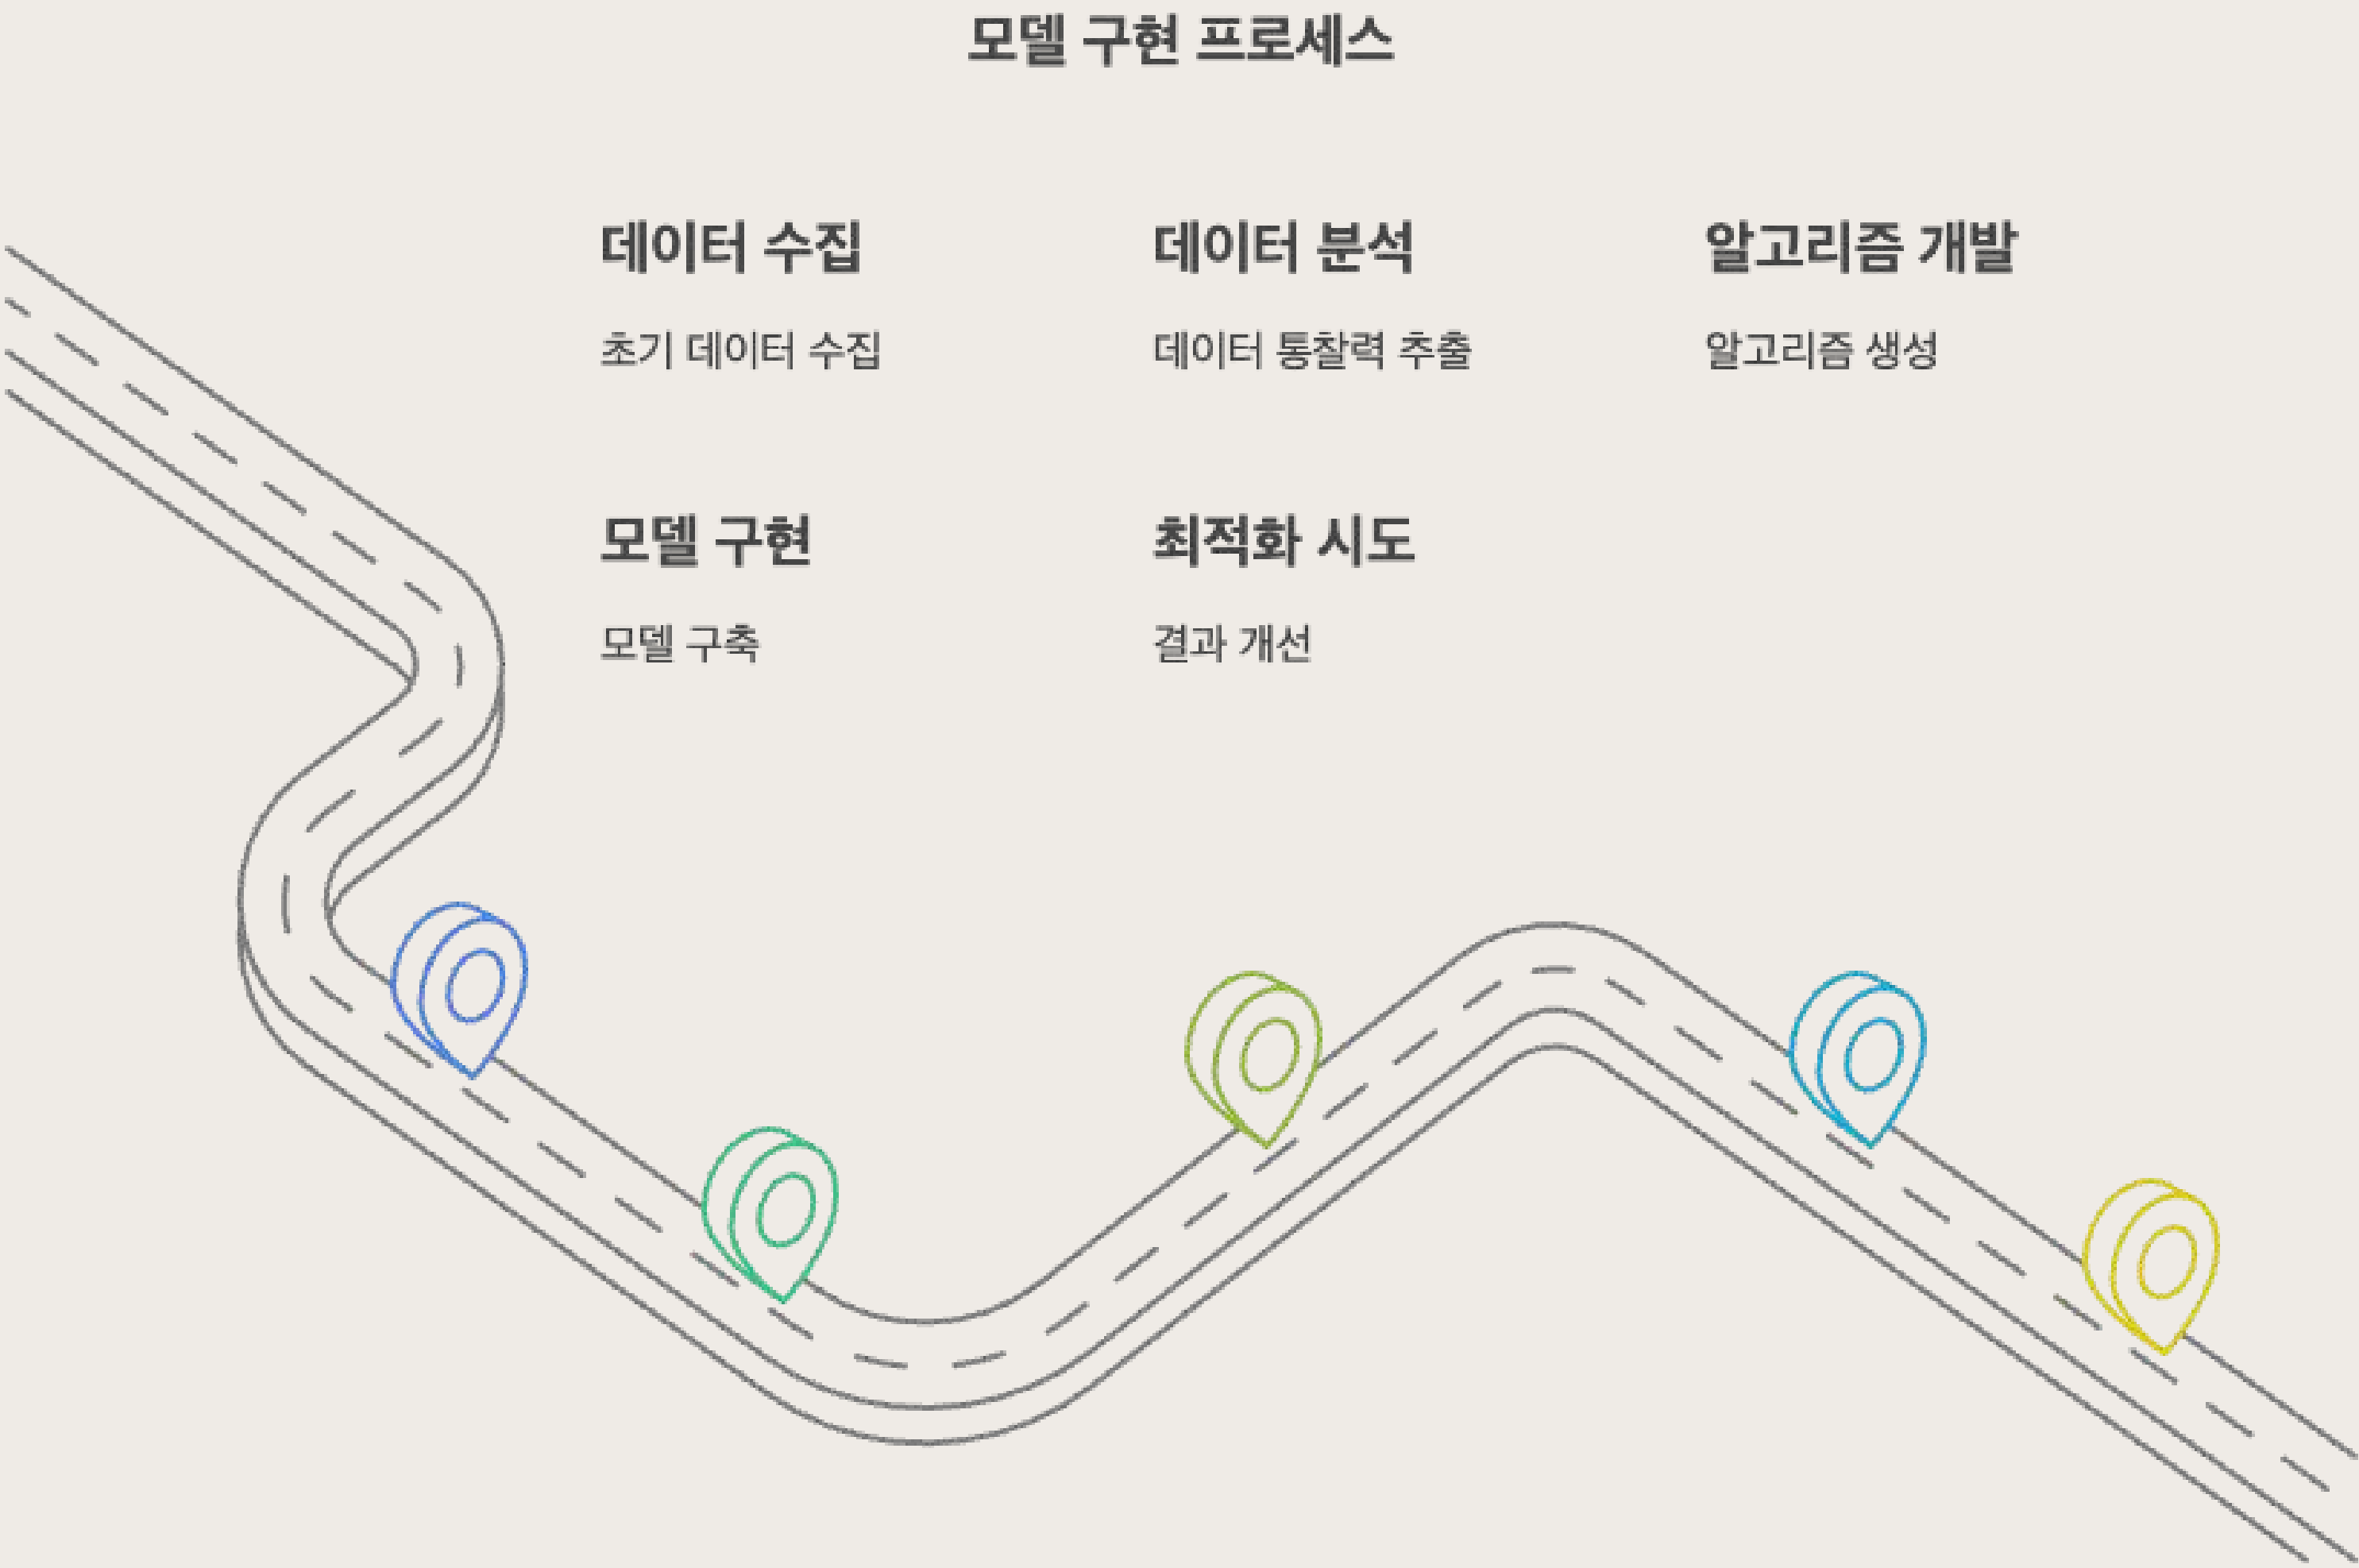 모델 구현 프로세스
데이터 수집
초기 데이터 수집
데이터 분석
데이터 통찰력 추출
알고리즘 개발
알고리즘 생성
모델 구현
모델 구축
최적화 시도
결과 개선